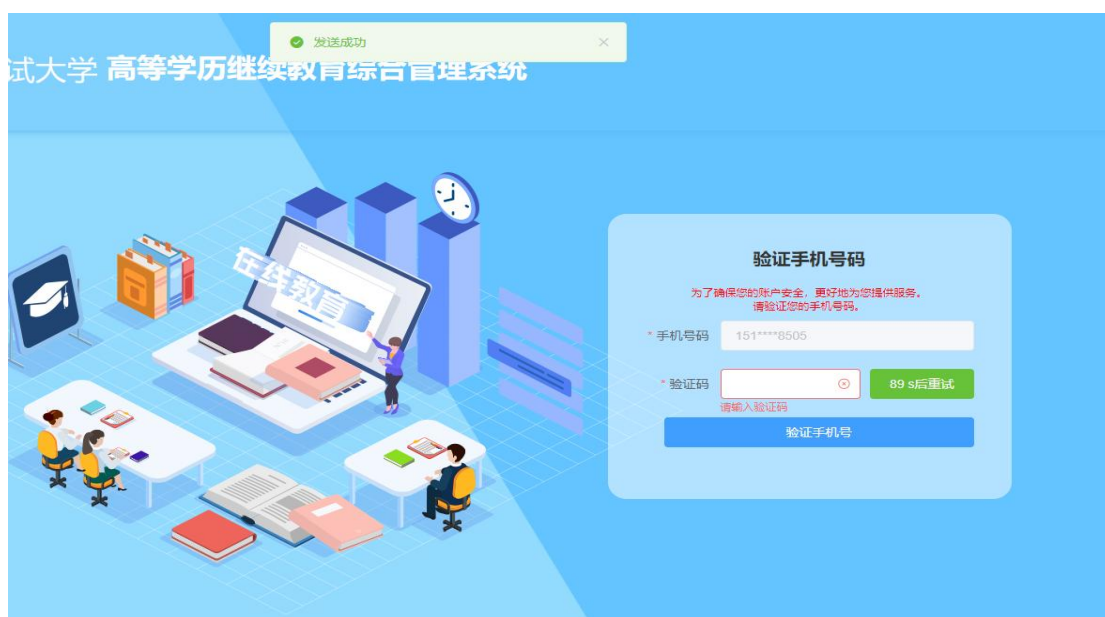 发送成功
试大学 高等学历继续教育综合管理系统
在线教育
验证手机号码
为了确保您的账户安全，更好地为您提供服务。
请验证您的手机号码。
* 手机号码 151****8505
* 验证码 89 s后重试
请输入验证码
验证手机号